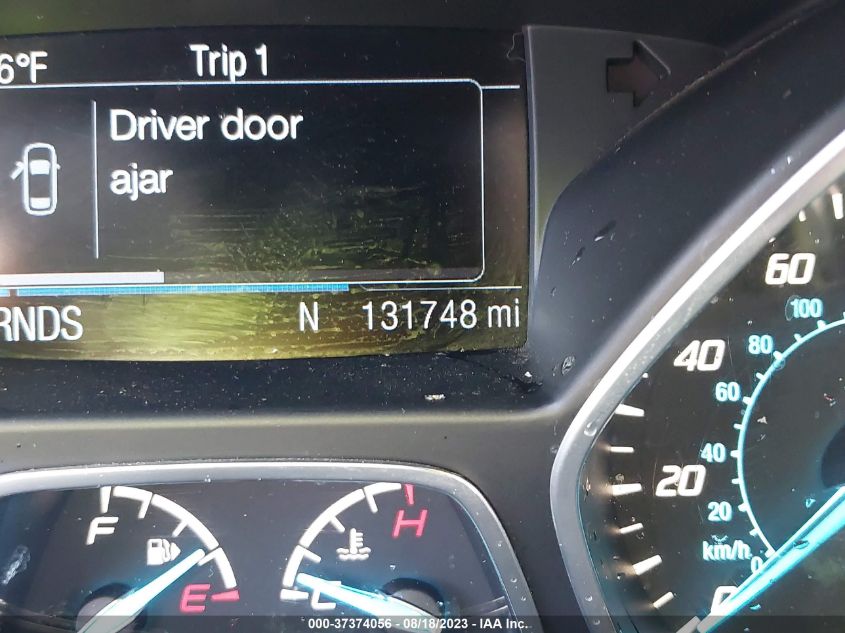 6°F Trip 1
Driver door
ajar
RNDS N 131748 mi
60
100
40 80
60
40
20
20
km/h
0
0
F H
E C
000-37374056 - 08/18/2023 - IAA Inc.